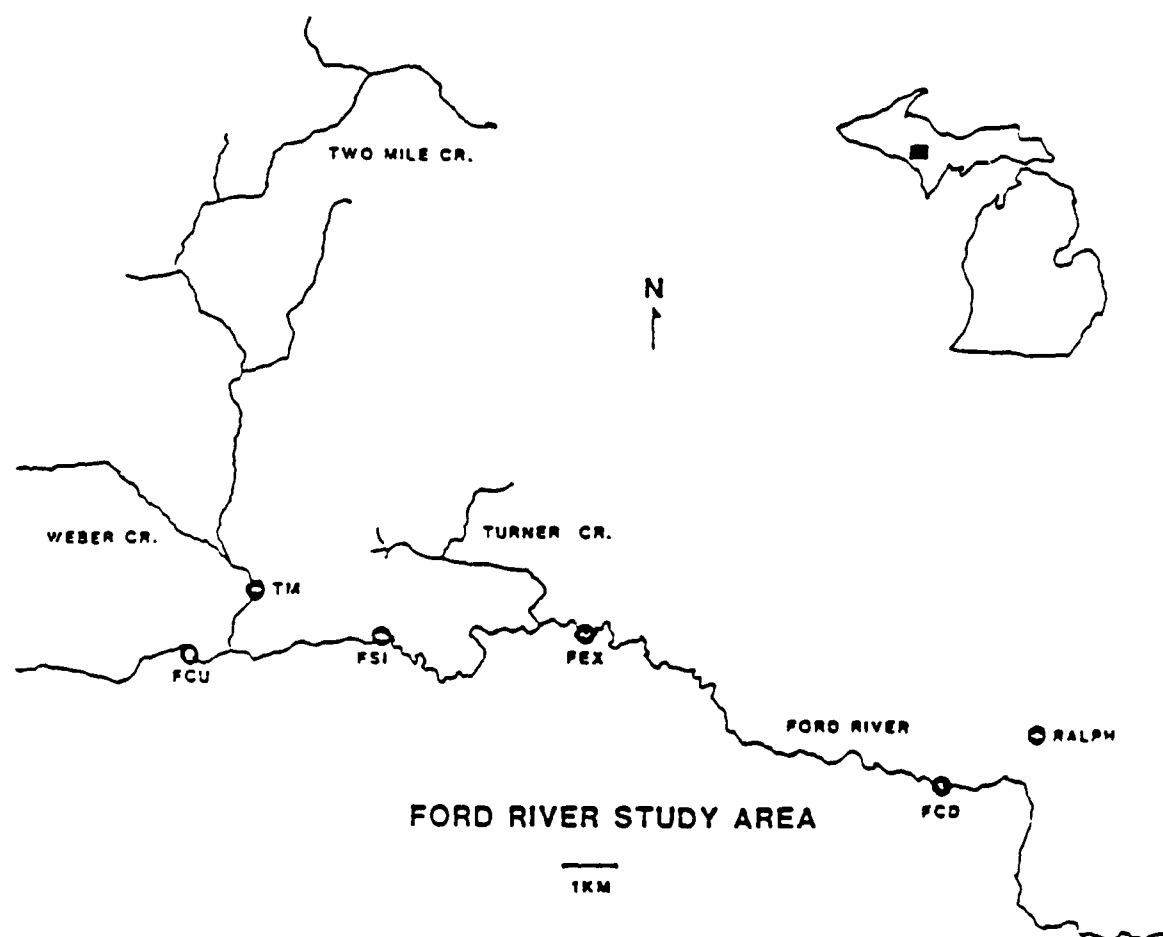 TWO MILE CR.
N
WEBER CR.
TURNER CR.
TM
FCU
FSI
FEX
FORD RIVER
RALPH
FCD
FORD RIVER STUDY AREA
1KM